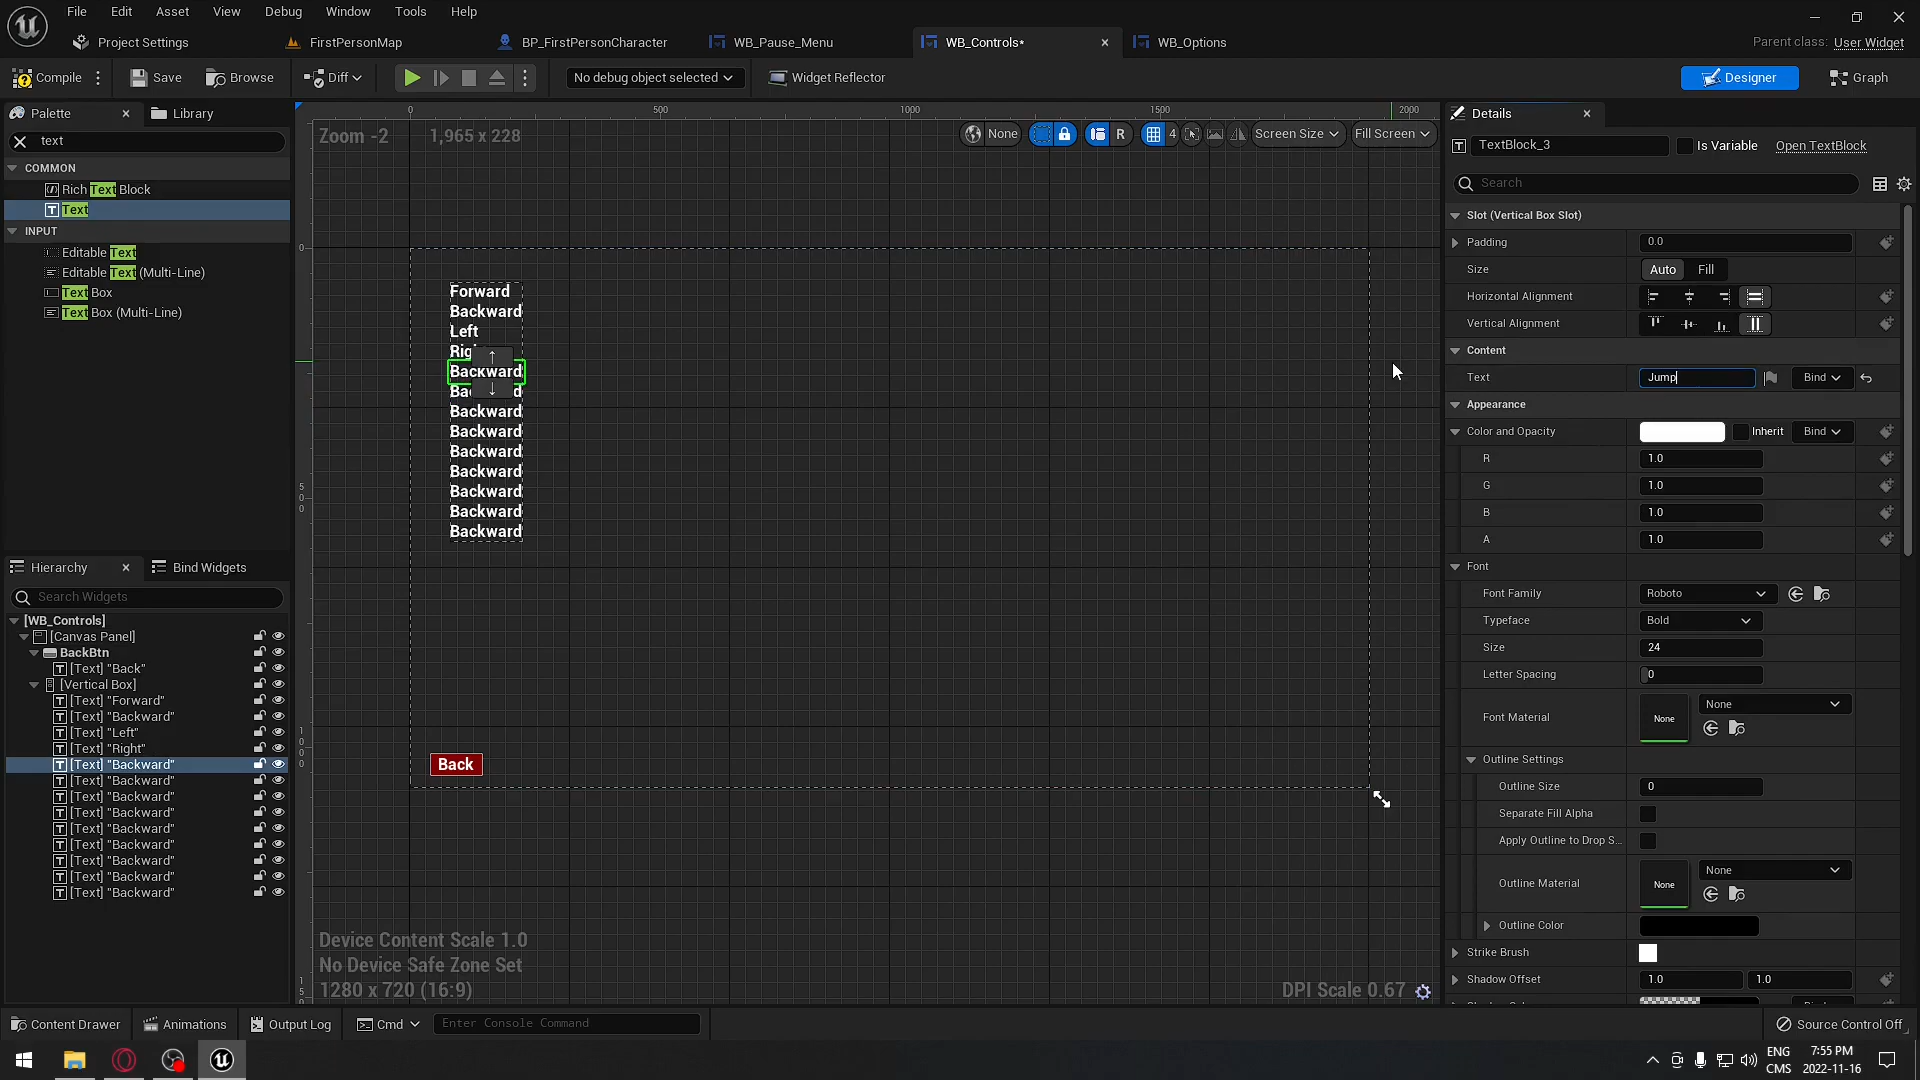 File Edit Asset View Debug Window Tools Help
Project Settings FirstPersonMap BP_FirstPersonCharacter WB_Pause_Menu WB_Controls* WB_Options Parent class: User Widget
Compile Save Browse Diff No debug object selected Widget Reflector Designer Graph
Palette Library
text
COMMON
Rich Text Block
Text
INPUT
Editable Text
Editable Text (Multi-Line)
Text Box
Text Box (Multi-Line)
Hierarchy Bind Widgets
Search Widgets
[WB_Controls]
[Canvas Panel]
BackBtn
[Text] "Back"
[Vertical Box]
[Text] "Forward"
[Text] "Backward"
[Text] "Left"
[Text] "Right"
[Text] "Backward"
[Text] "Backward"
[Text] "Backward"
[Text] "Backward"
[Text] "Backward"
[Text] "Backward"
[Text] "Backward"
[Text] "Backward"
[Text] "Backward"
0 500 1000 1500 2000
Zoom -2 1,965 x 228 None R 4 Screen Size Fill Screen
0
500
1000
Forward
Backward
Left
Backward
Backward
Backward
Backward
Backward
Backward
Backward
Backward
Back
Device Content Scale 1.0
No Device Safe Zone Set
1280 x 720 (16:9)
DPI Scale 0.67
Details
TextBlock_3 Is Variable Open TextBlock
Search
Slot (Vertical Box Slot)
Padding 0.0
Size Auto Fill
Horizontal Alignment
Vertical Alignment
Content
Text Jump Bind
Appearance
Color and Opacity Inherit Bind
R 1.0
G 1.0
B 1.0
A 1.0
Font
Font Family Roboto
Typeface Bold
Size 24
Letter Spacing 0
Font Material None None
Outline Settings
Outline Size 0
Separate Fill Alpha
Apply Outline to Drop S...
Outline Material None None
Outline Color
Strike Brush
Shadow Offset 1.0 1.0
Content Drawer Animations Output Log Cmd Enter Console Command Source Control Off
ENG
CMS
7:55 PM
2022-11-16